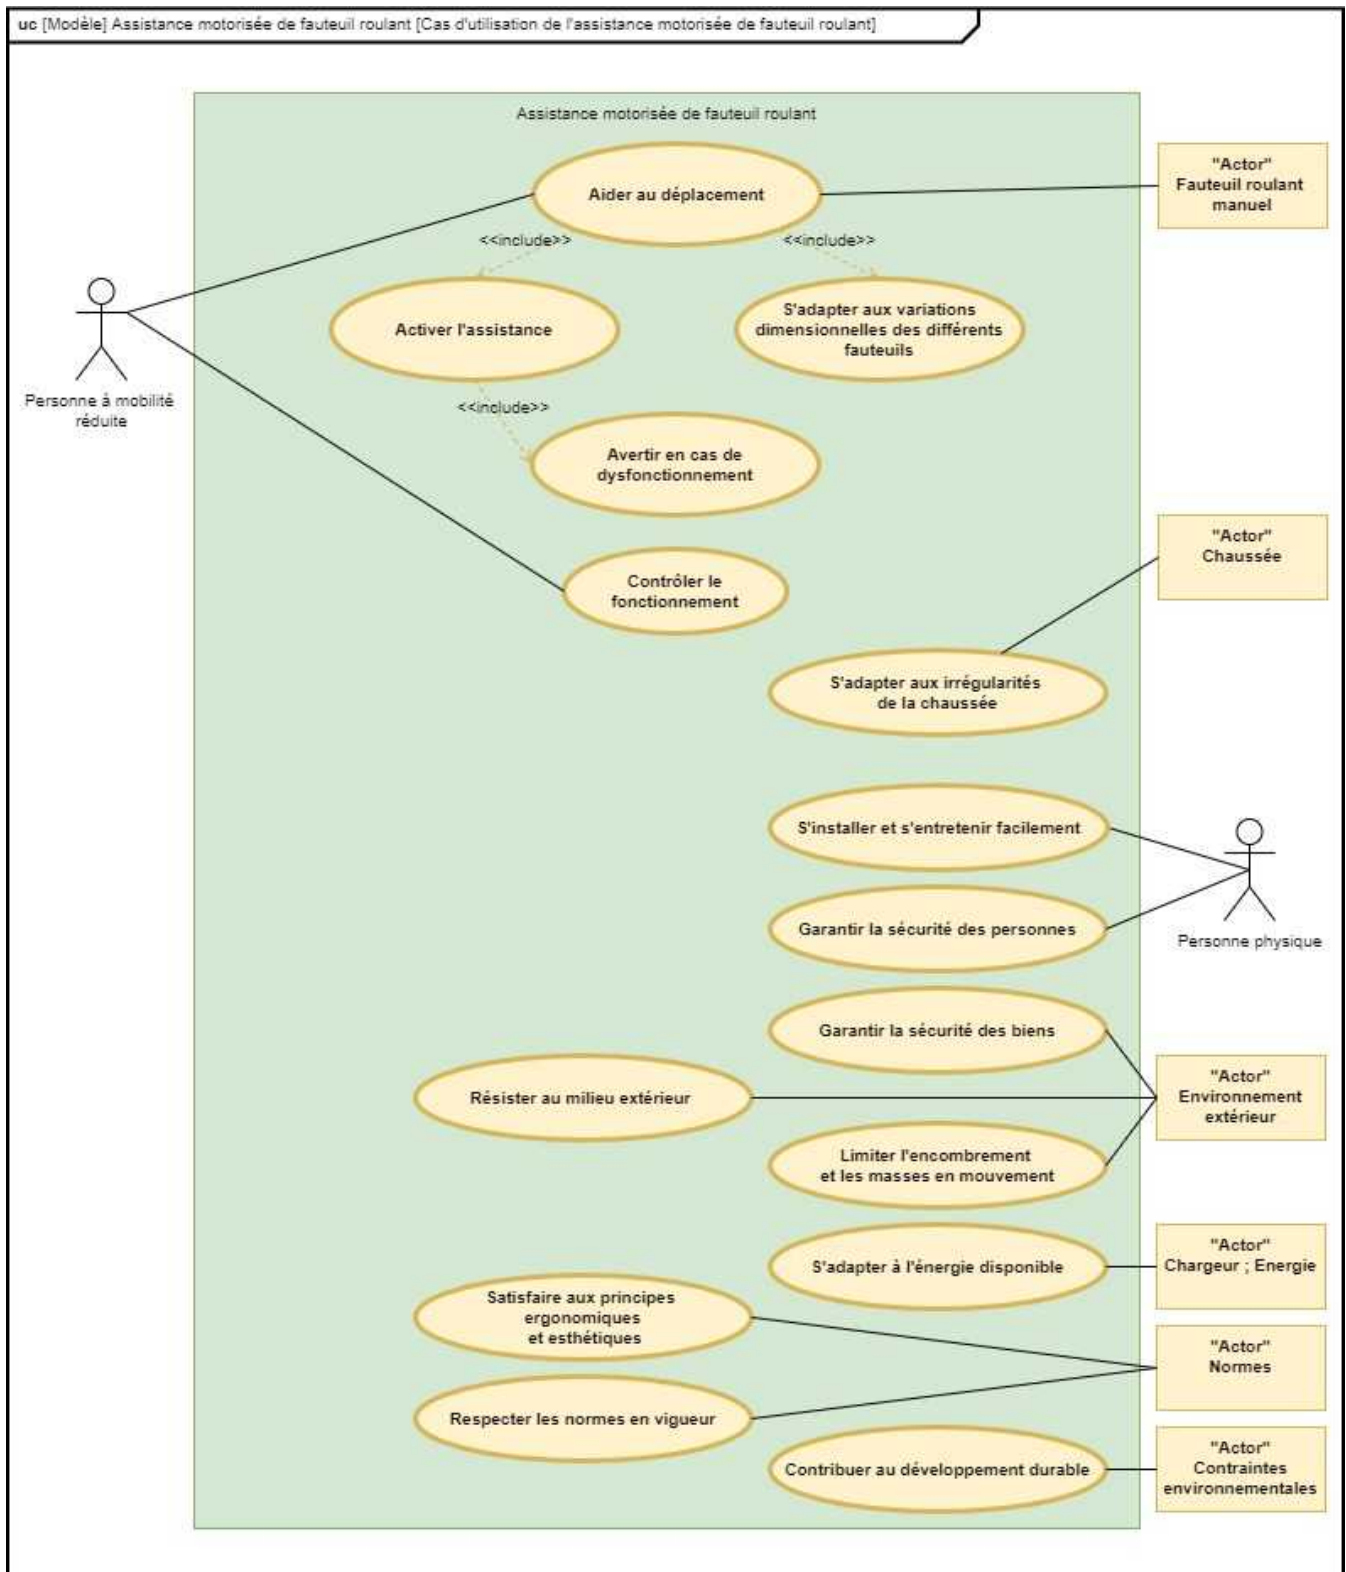 uc [Modèle] Assistance motorisée de fauteuil roulant [Cas d'utilisation de l'assistance motorisée de fauteuil roulant]
Assistance motorisée de fauteuil roulant
Aider au déplacement
"Actor"
Fauteuil roulant
manuel
<<include>>
<<include>>
Activer l'assistance
S'adapter aux variations
dimensionnelles des différents
fauteuils
Personne à mobilité
réduite
<<include>>
Avertir en cas de
dysfonctionnement
"Actor"
Chaussée
Contrôler le
fonctionnement
S'adapter aux irrégularités
de la chaussée
S'installer et s'entretenir facilement
Garantir la sécurité des personnes
Personne physique
Garantir la sécurité des biens
Résister au milieu extérieur
"Actor"
Environnement
extérieur
Limiter l'encombrement
et les masses en mouvement
S'adapter à l'énergie disponible
"Actor"
Chargeur ; Energie
Satisfaire aux principes
ergonomiques
et esthétiques
"Actor"
Normes
Respecter les normes en vigueur
Contribuer au développement durable
"Actor"
Contraintes
environnementales